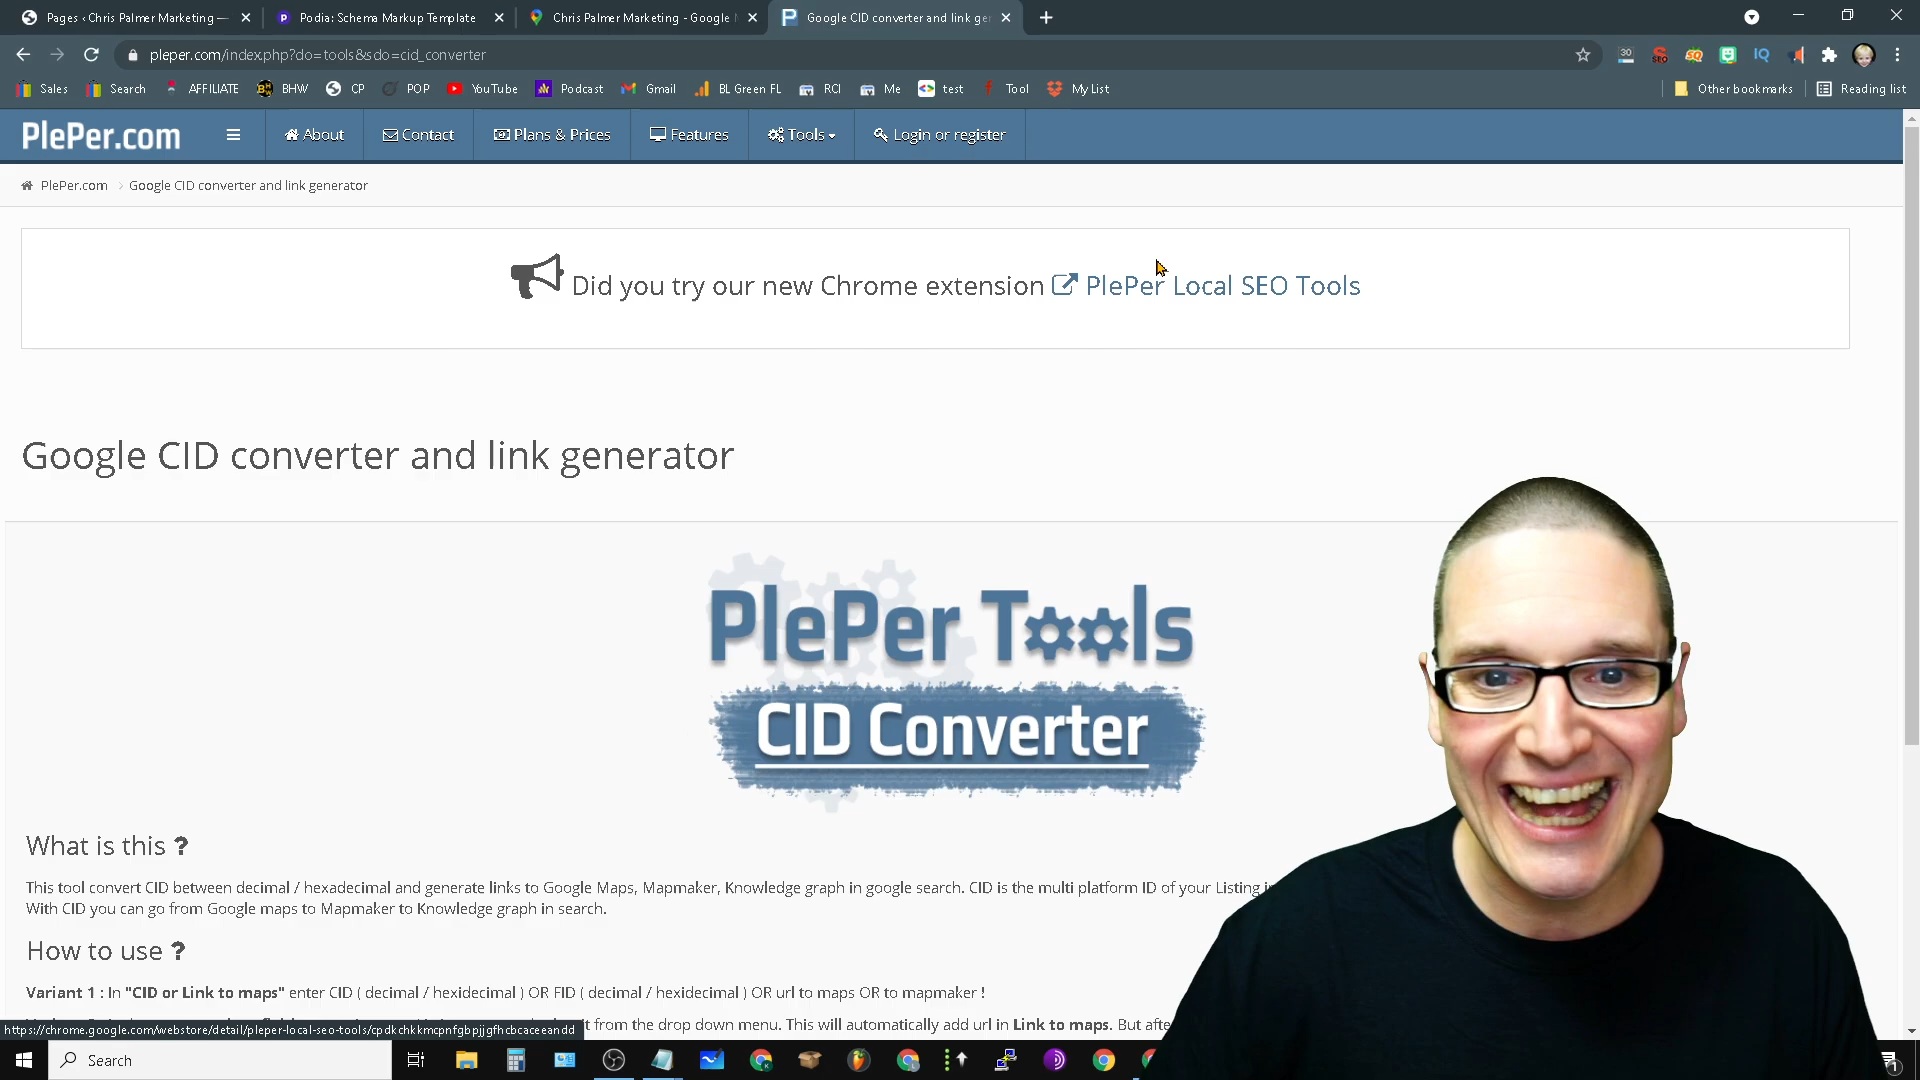 Pages ‹ Chris Palmer Marketing —
Podia: Schema Markup Template
Chris Palmer Marketing - Google
Google CID converter and link ger
pleper.com/index.php?do=tools&sdo=cid_converter
30
SEO
SQ
IQ
Sales
Search
AFFILIATE
BHW
CP
POP
YouTube
Podcast
Gmail
BL Green FL
RCI
Me
test
Tool
My List
Other bookmarks
Reading list
PlePer.com
About
Contact
Plans & Prices
Features
Tools
Login or register
PlePer.com
Google CID converter and link generator
Did you try our new Chrome extension PlePer Local SEO Tools
Google CID converter and link generator
PlePer Tools
CID Converter
What is this ?
This tool convert CID between decimal / hexadecimal and generate links to Google Maps, Mapmaker, Knowledge graph in google search. CID is the multi platform ID of your Listing
With CID you can go from Google maps to Mapmaker to Knowledge graph in search.
How to use ?
Variant 1 : In "CID or Link to maps" enter CID ( decimal / hexidecimal ) OR FID ( decimal / hexidecimal ) OR url to maps OR to mapmaker !
it from the drop down menu. This will automatically add url in Link to maps. But afte
https://chrome.google.com/webstore/detail/pleper-local-seo-tools/cpdkchkkmcpnfgbpjjgfhcbcaceeandd
Search
1